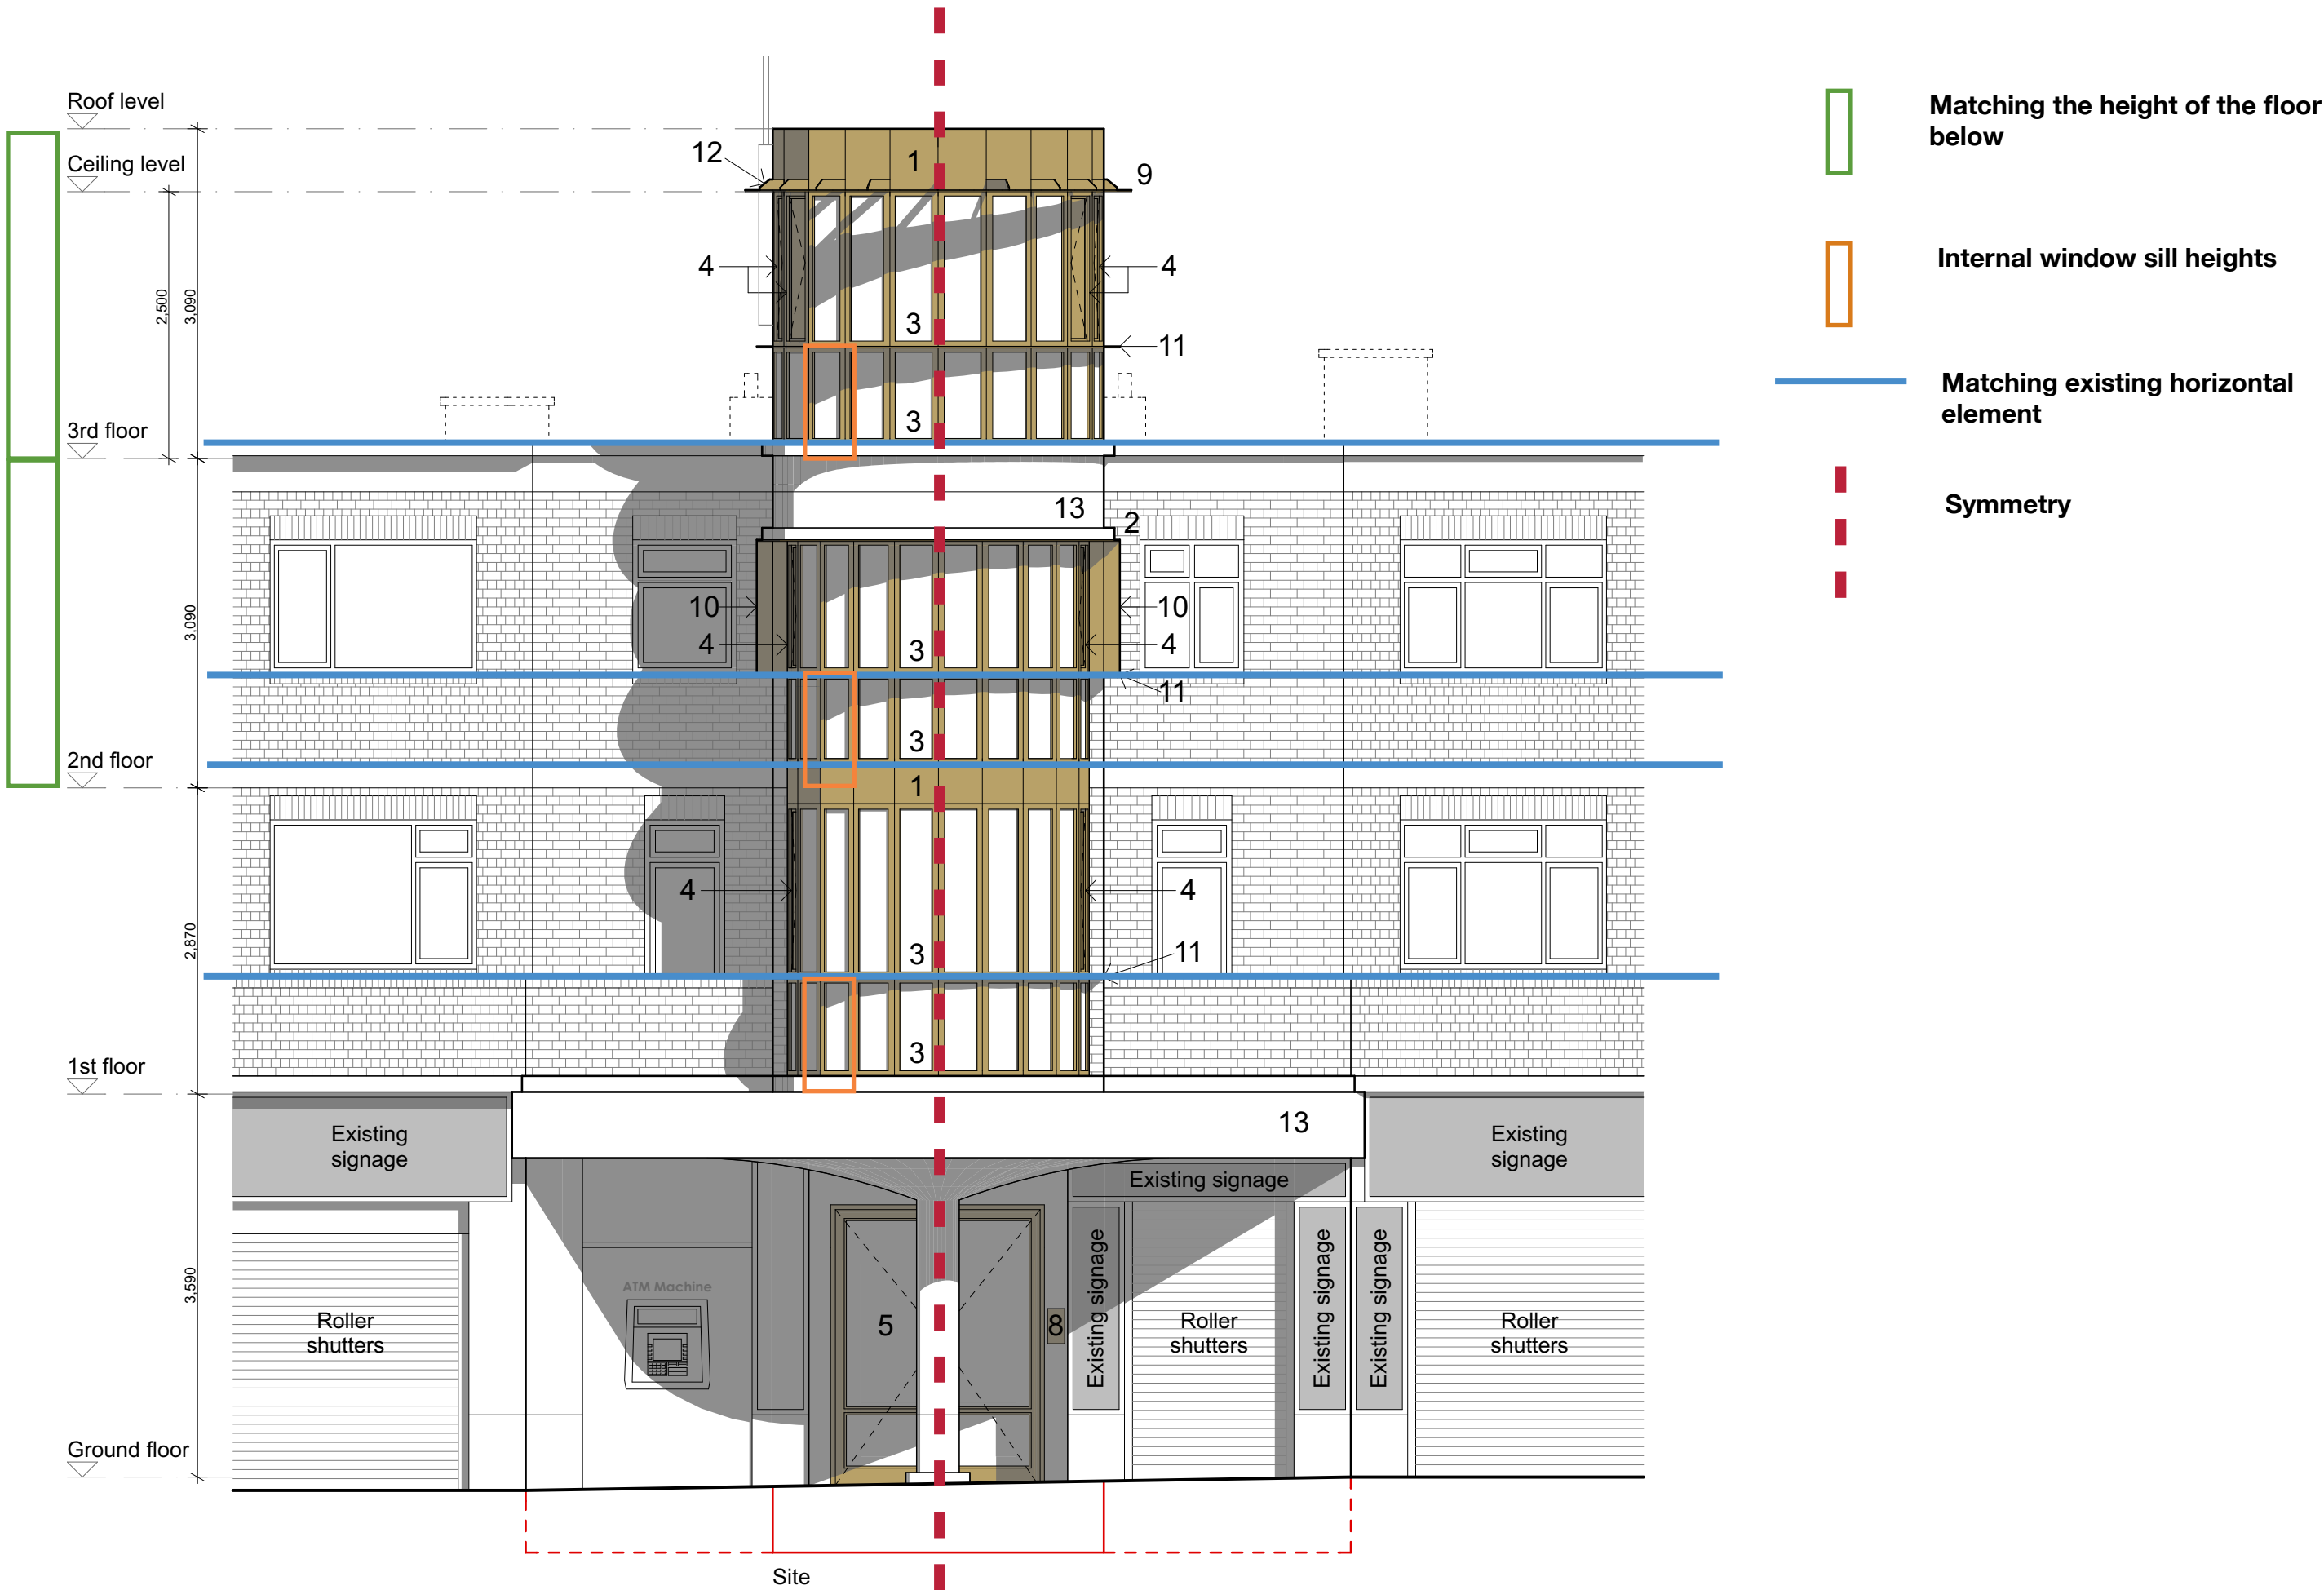 Roof level
Ceiling level
12
1
9
4
4
2,500
3,090
3
11
3rd floor
3
13
2
3,090
10
10
4
3
4
11
3
2nd floor
1
4
4
2,870
3
11
3
1st floor
13
Existing
signage
Existing signage
Existing
signage
ATM Machine
3,590
Roller
shutters
5
8
Existing signage
Roller
shutters
Existing signage
Existing signage
Roller
shutters
Ground floor
Site
Matching the height of the floor
below
Internal window sill heights
Matching existing horizontal
element
Symmetry